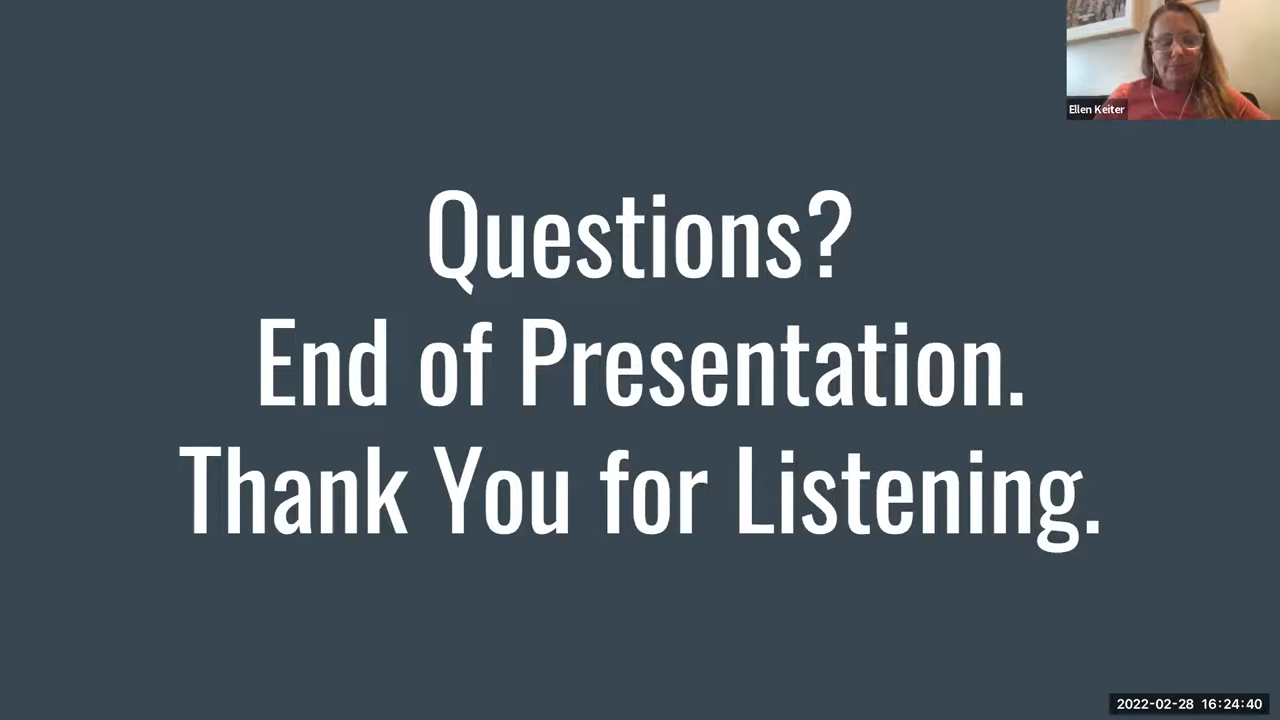 Ellen Keiter
Questions?
End of Presentation.
Thank You for Listening.
2022-02-28 16:24:40